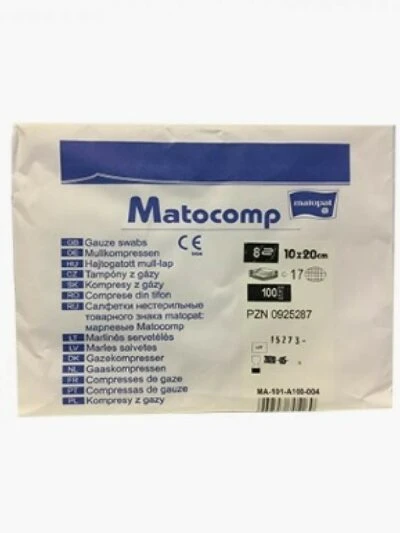 Matocomp
matopat
GB Gauze swabs
DE Mullkompressen
HU Hajtogatott mull-lap
CZ Tampóny z gázy
SK Kompresy z gázy
RO Comprese din tifon
RU Салфетки нестерильные
товарного знака matopat:
марлевые Matocomp
LT Marlinės servetėlės
LV Marles salvetes
DK Gazekompresser
NL Gaaskompressen
FR Compresses de gaze
PT Compressas de gaze
PL Kompresy z gazy
CE
8 10x20cm
17
100
PZN 0925287
LOT 15273-
MA-101-A100-004